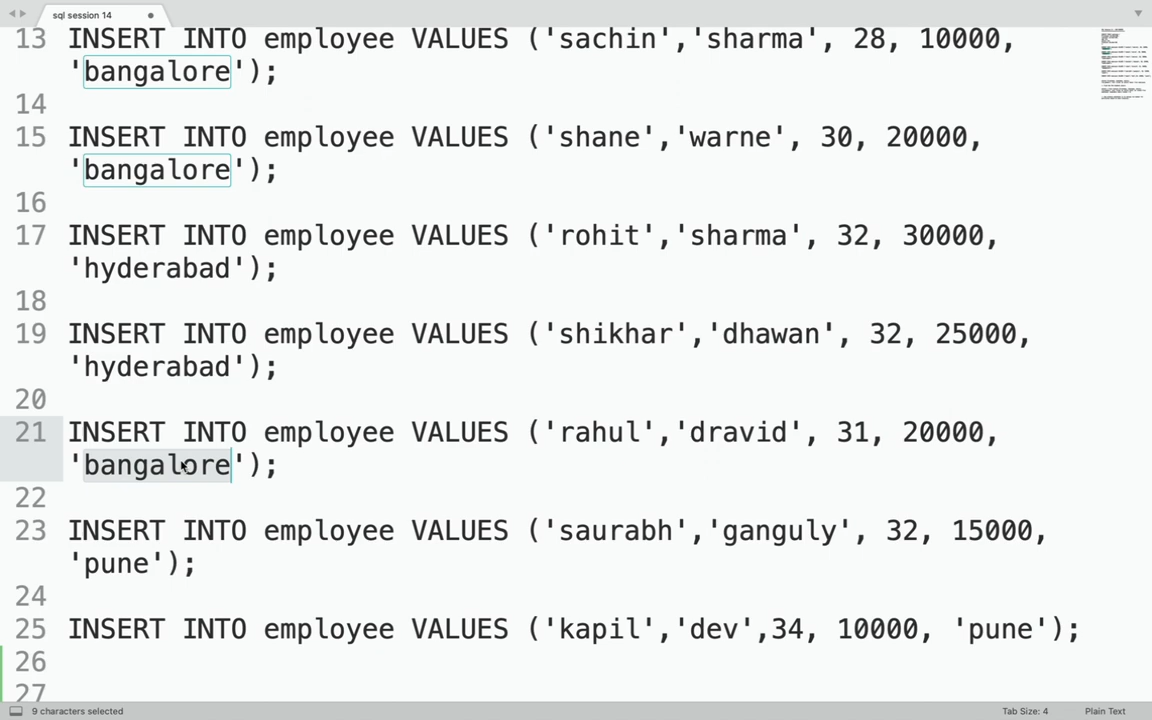 sql session 14
13 INSERT INTO employee VALUES ('sachin','sharma', 28, 10000,
'bangalore');
14
15 INSERT INTO employee VALUES ('shane','warne', 30, 20000,
'bangalore');
16
17 INSERT INTO employee VALUES ('rohit','sharma', 32, 30000,
'hyderabad');
18
19 INSERT INTO employee VALUES ('shikhar','dhawan', 32, 25000,
'hyderabad');
20
21 INSERT INTO employee VALUES ('rahul','dravid', 31, 20000,
'bangalore');
22
23 INSERT INTO employee VALUES ('saurabh','ganguly', 32, 15000,
'pune');
24
25 INSERT INTO employee VALUES ('kapil','dev',34, 10000, 'pune');
26
27
9 characters selected
Tab Size: 4
Plain Text